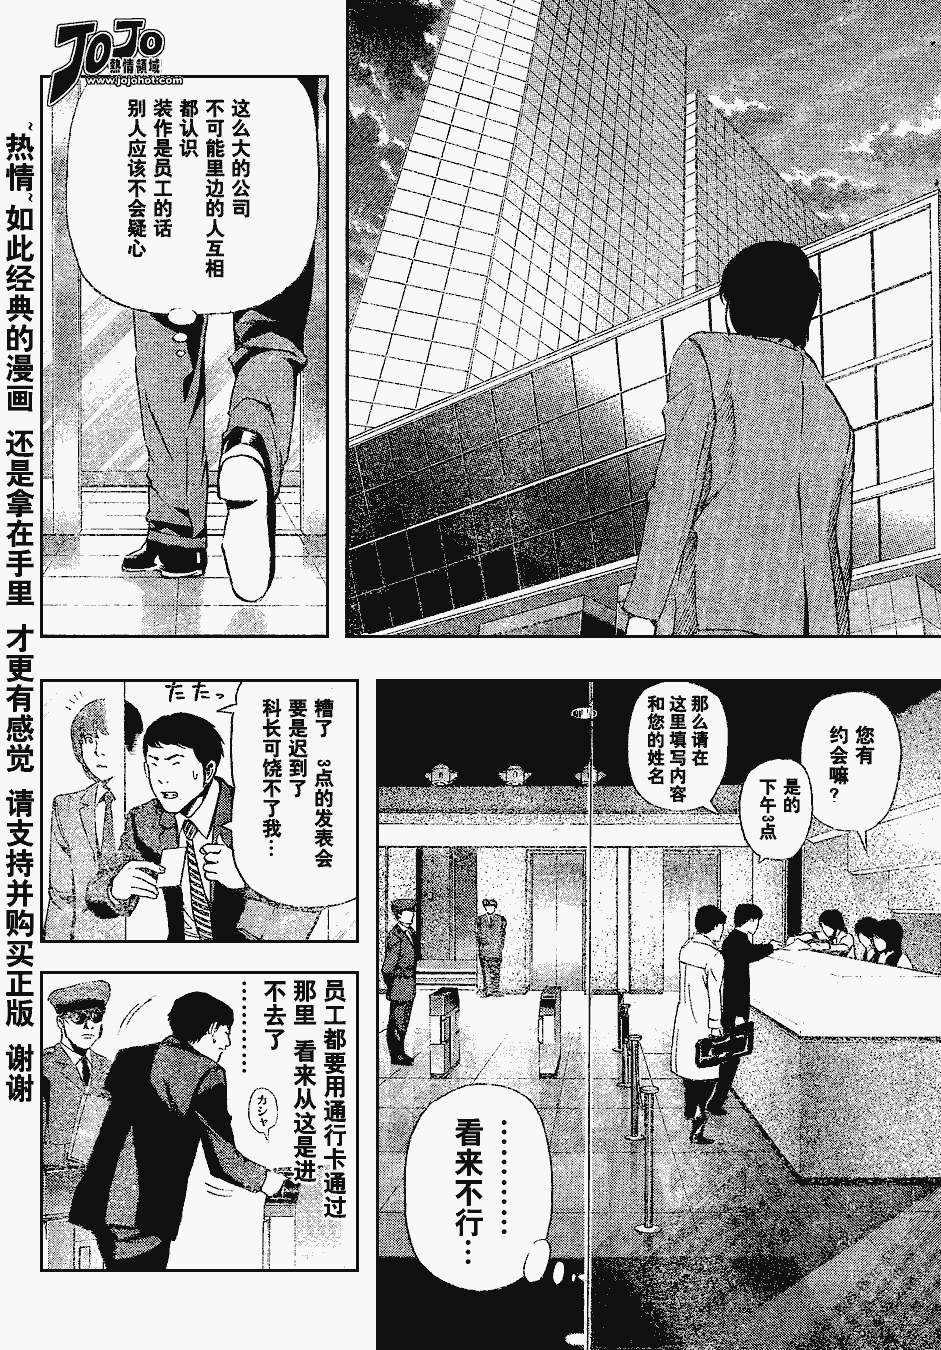 JOJO
熱情領域
www.jojohot.com
~热情~如此经典的漫画 还是拿在手里 才更有感觉 请支持并购买正版 谢谢
这么大的公司
不可能里边的人互相
都认识
装作是员工的话
别人应该不会疑心
您有
约会嘛?
是的
下午3点
那么请在
这里填写内容
和您的姓名
…………
看来不行…
たたっ
糟了 3点的发表会
要是迟到了
科长可饶不了我…
员工都要用通行卡通过
那里 看来从这是进
不去了
…………
カシャ